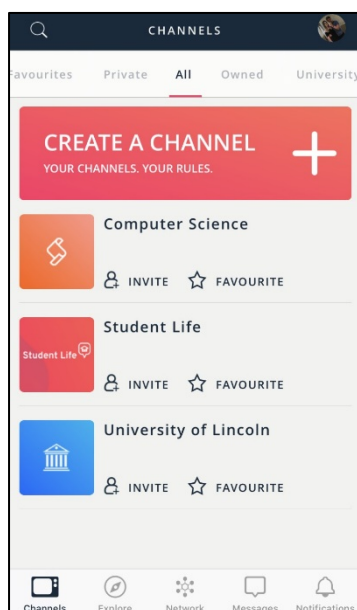 CHANNELS
Favourites Private All Owned University
CREATE A CHANNEL
YOUR CHANNELS. YOUR RULES.
Computer Science
INVITE FAVOURITE
Student Life
Student Life
INVITE FAVOURITE
University of Lincoln
INVITE FAVOURITE
Channels Explore Network Messages Notifications